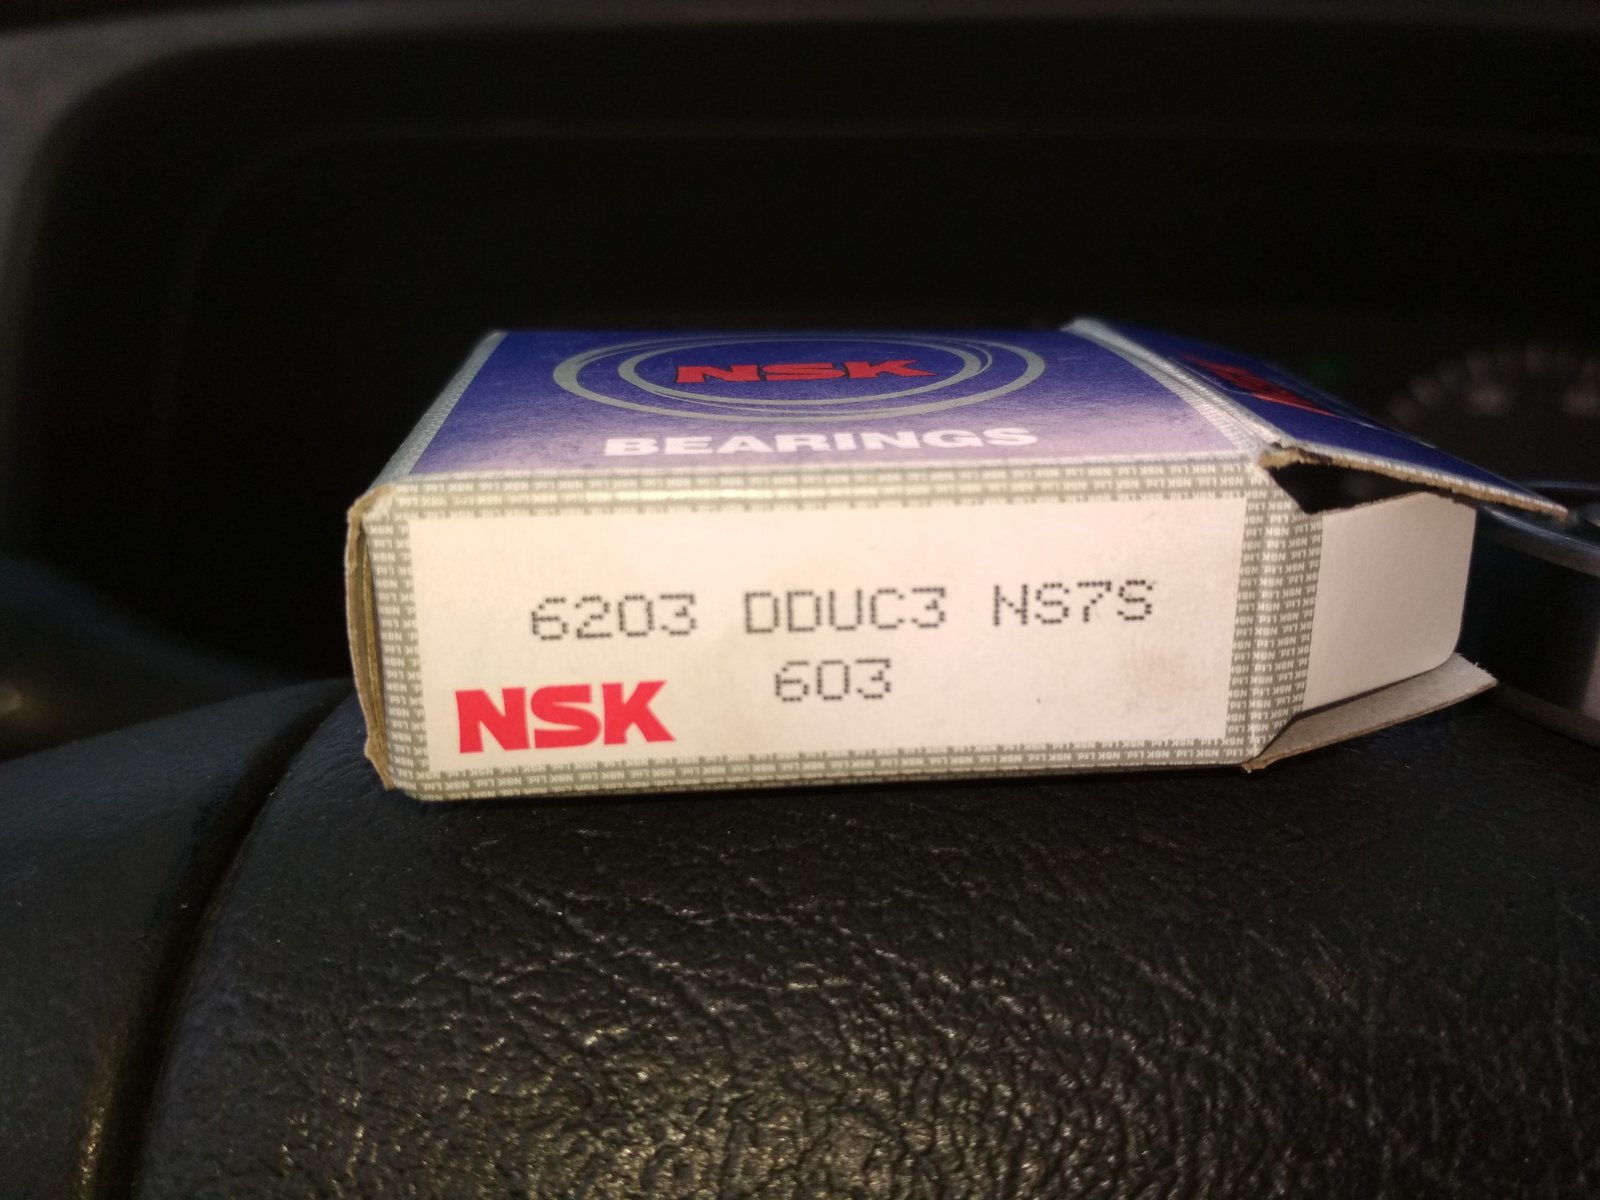 NSK
BEARINGS
6203 DDUC3 NS7S
603
NSK